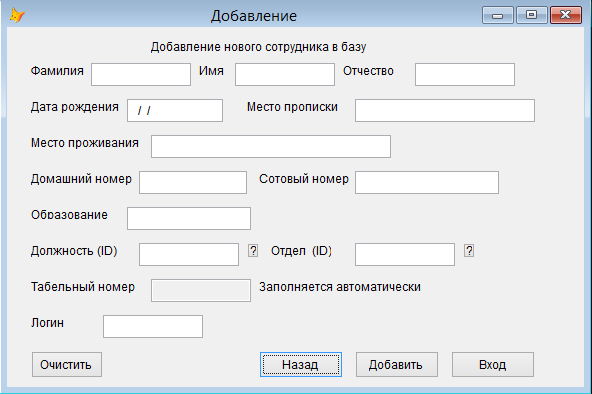 Добавление
Добавление нового сотрудника в базу
Фамилия Имя Отчество
Дата рождения / / Место прописки
Место проживания
Домашний номер Сотовый номер
Образование
Должность (ID) ? Отдел (ID) ?
Табельный номер Заполняется автоматически
Логин
Очистить Назад Добавить Вход